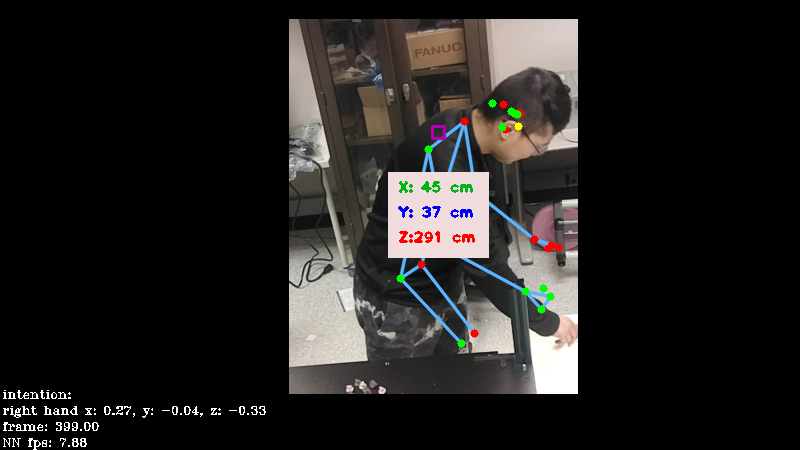 FANUC
X: 45 cm
Y: 37 cm
Z:291 cm
intention:
right hand x: 0.27, y: -0.04, z: -0.33
frame: 399.00
NN fps: 7.88